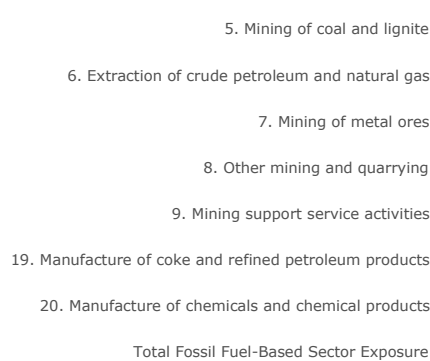 5. Mining of coal and lignite
6. Extraction of crude petroleum and natural gas
7. Mining of metal ores
8. Other mining and quarrying
9. Mining support service activities
19. Manufacture of coke and refined petroleum products
20. Manufacture of chemicals and chemical products
Total Fossil Fuel-Based Sector Exposure